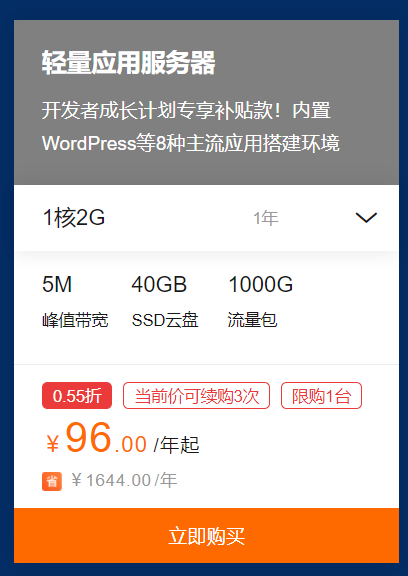 轻量应用服务器
开发者成长计划专享补贴款！内置
WordPress等8种主流应用搭建环境
1核2G 1年
5M 40GB 1000G
峰值带宽 SSD云盘 流量包
0.55折 当前价可续购3次 限购1台
￥96.00 /年起
省 ￥1644.00/年
立即购买